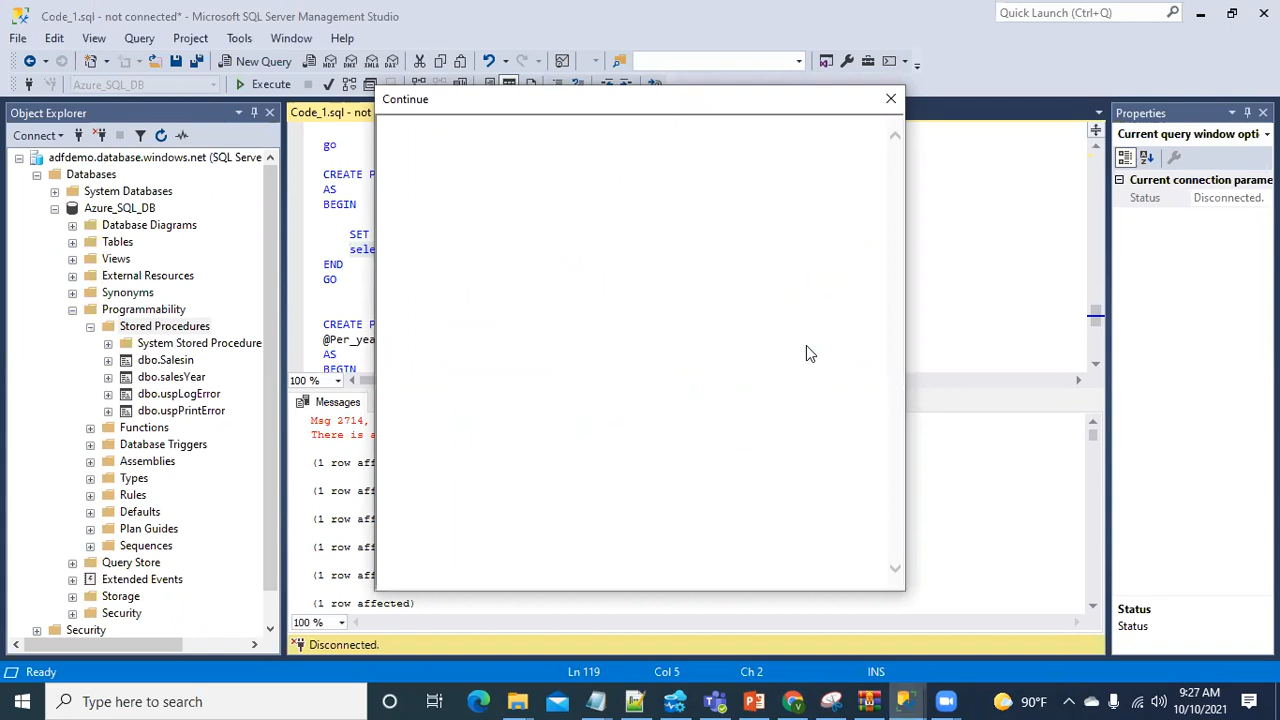 Code_1.sql - not connected* - Microsoft SQL Server Management Studio
Quick Launch (Ctrl+Q)
File Edit View Query Project Tools Window Help
New Query
MDX DMX XMLA DAX
Azure_SQL_DB Execute
Object Explorer
Connect
adfdemo.database.windows.net (SQL Serve
Databases
System Databases
Azure_SQL_DB
Database Diagrams
Tables
Views
External Resources
Synonyms
Programmability
Stored Procedures
System Stored Procedure
dbo.Salesin
dbo.salesYear
dbo.uspLogError
dbo.uspPrintError
Functions
Database Triggers
Assemblies
Types
Rules
Defaults
Plan Guides
Sequences
Query Store
Extended Events
Storage
Security
Security
Code_1.sql - not
go
CREATE P
AS
BEGIN
SET
sele
END
GO
CREATE P
@Per_yea
AS
BEGIN
100 %
Messages
Msg 2714,
There is a
(1 row aff
(1 row aff
(1 row aff
(1 row aff
(1 row aff
(1 row affected)
100 %
Disconnected.
Continue
Properties
Current query window opti
Current connection parame
Status Disconnected.
Status
Status
Ready Ln 119 Col 5 Ch 2 INS
Type here to search
90°F
9:27 AM
10/10/2021